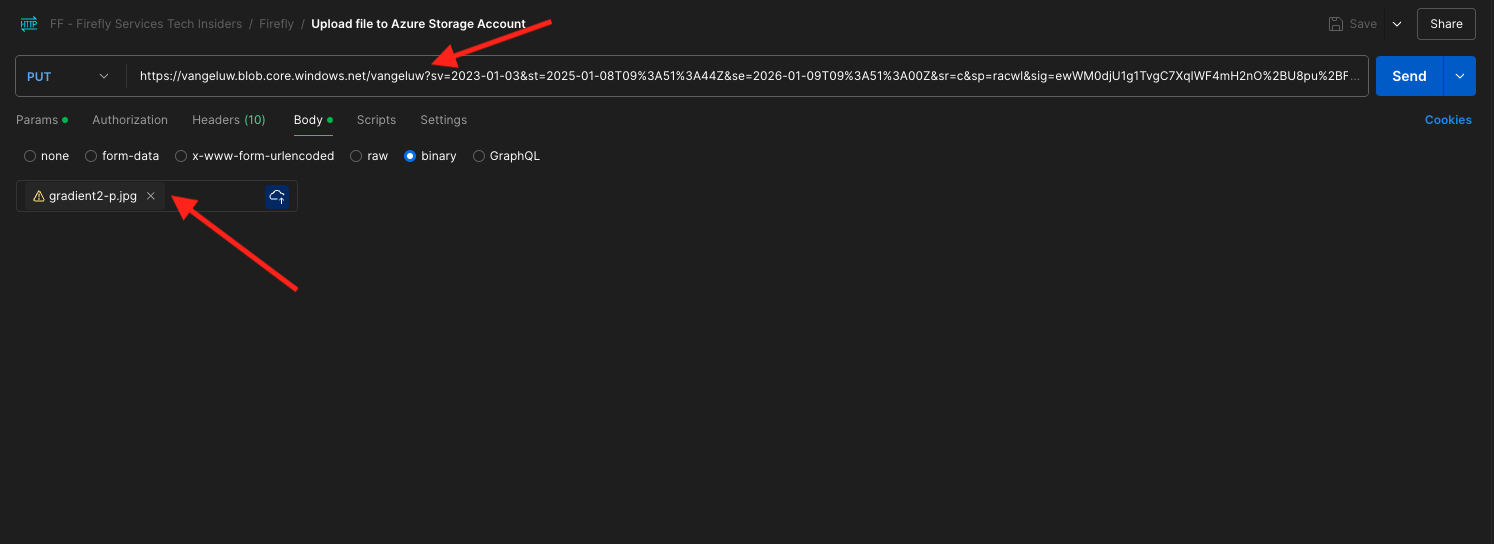 HTTP FF - Firefly Services Tech Insiders / Firefly / Upload file to Azure Storage Account Save Share
PUT https://vangeluw.blob.core.windows.net/vangeluw?sv=2023-01-03&st=2025-01-08T09%3A51%3A44Z&se=2026-01-09T09%3A51%3A00Z&sr=c&sp=racwl&sig=ewWM0djU1g1TvgC7XqlWF4mH2nO%2BU8pu%2BF... Send
Params Authorization Headers (10) Body Scripts Settings Cookies
none form-data x-www-form-urlencoded raw binary GraphQL
gradient2-p.jpg